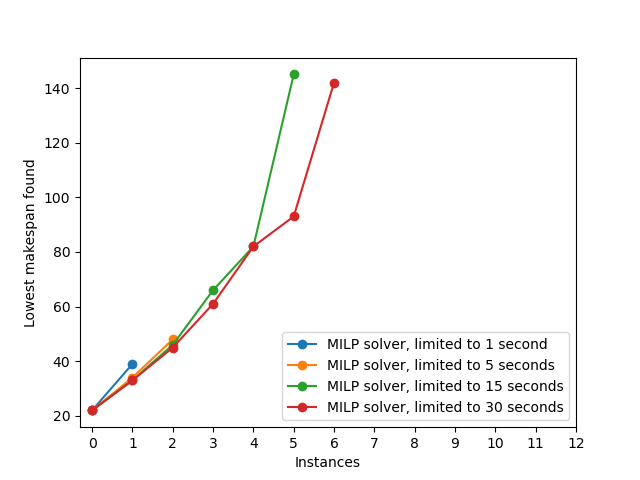 140
120
100
80
60
40
20
Lowest makespan found
MILP solver, limited to 1 second
MILP solver, limited to 5 seconds
MILP solver, limited to 15 seconds
MILP solver, limited to 30 seconds
0 1 2 3 4 5 6 7 8 9 10 11 12
Instances